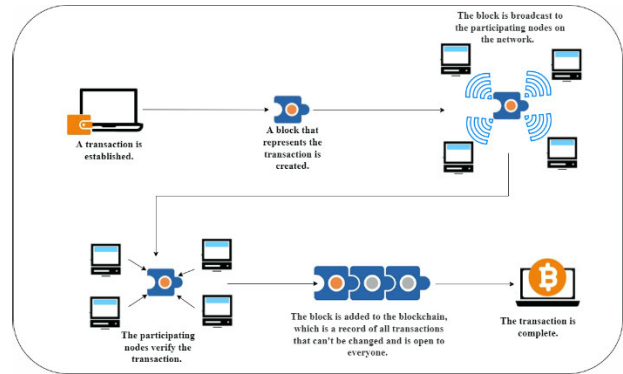 The block is broadcast to
the participating nodes on
the network.
A transaction is
established.
A block that
represents the
transaction is
created.
The participating
nodes verify the
transaction.
The block is added to the blockchain,
which is a record of all transactions
that can't be changed and is open to
everyone.
The transaction is
complete.